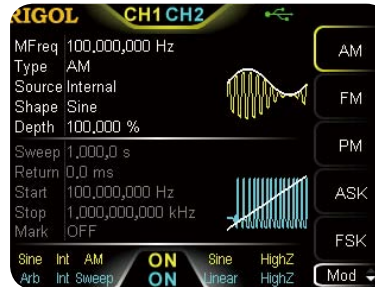 RIGOL CH1 CH2
MFreq 100.000,000 Hz
Type AM
Source Internal
Shape Sine
Depth 100.000 %
Sweep 1.000,0 s
Return 0.0 ms
Start 100.000,000 Hz
Stop 1.000,000,000 kHz
Mark OFF
Sine Int AM ON Sine HighZ
Arb Int Sweep ON Linear HighZ
AM
FM
PM
ASK
FSK
Mod